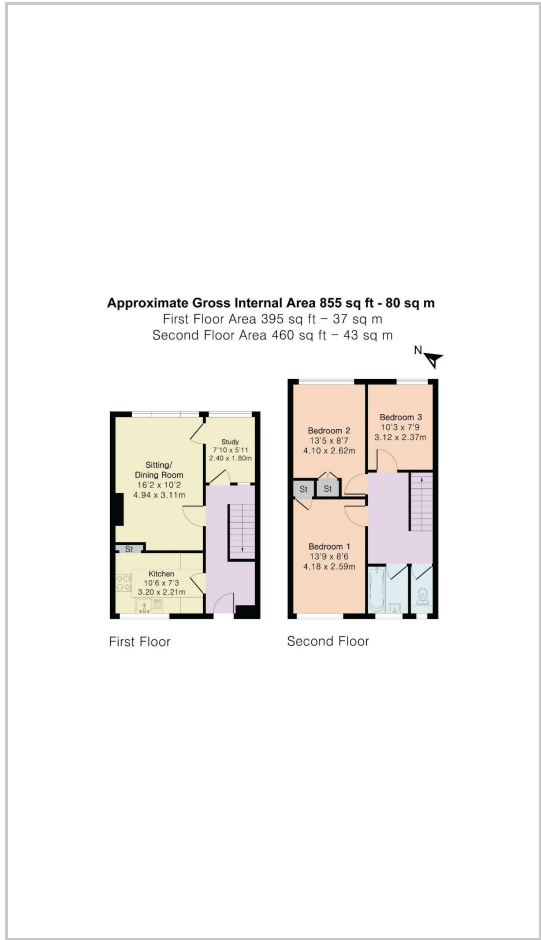 Approximate Gross Internal Area 855 sq ft - 80 sq m
First Floor Area 395 sq ft – 37 sq m
Second Floor Area 460 sq ft – 43 sq m
N
Study
7'10 x 5'11
2.40 x 1.80m
Sitting/
Dining Room
16'2 x 10'2
4.94 x 3.11m
St
Kitchen
10'6 x 7'3
3.20 x 2.21m
First Floor
Bedroom 2
13'5 x 8'7
4.10 x 2.62m
Bedroom 3
10'3 x 7'9
3.12 x 2.37m
St
St
Bedroom 1
13'9 x 8'6
4.18 x 2.59m
Second Floor